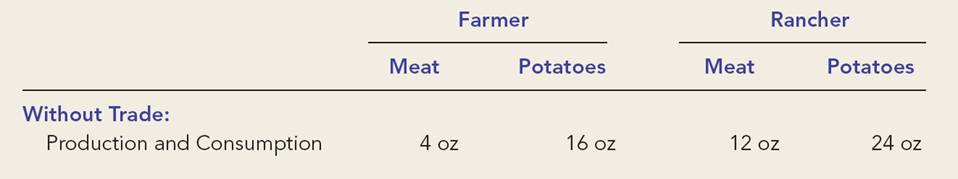 Farmer Rancher
Meat Potatoes Meat Potatoes
Without Trade:
Production and Consumption 4 oz 16 oz 12 oz 24 oz